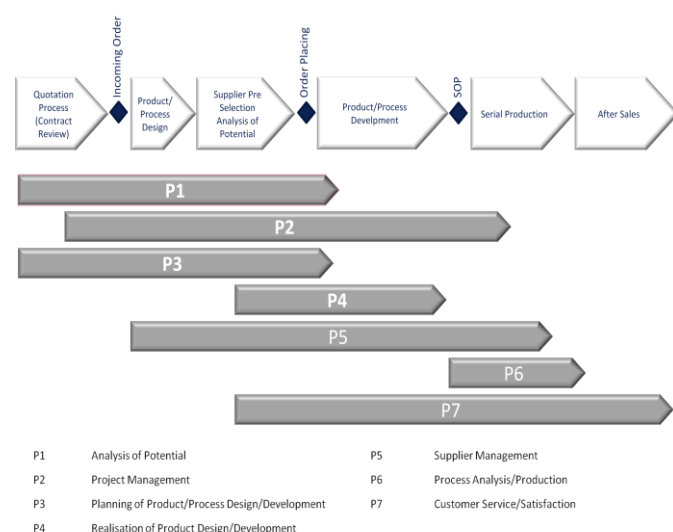 Incoming Order
Order Placing
SOP
Quotation
Process
(Contract
Review)
Product/
Process
Design
Supplier Pre
Selection
Analysis of
Potential
Product/Process
Develpment
Serial Production
After Sales
P1
P2
P3
P4
P5
P6
P7
P1 Analysis of Potential
P2 Project Management
P3 Planning of Product/Process Design/Development
P4 Realisation of Product Design/Development
P5 Supplier Management
P6 Process Analysis/Production
P7 Customer Service/Satisfaction